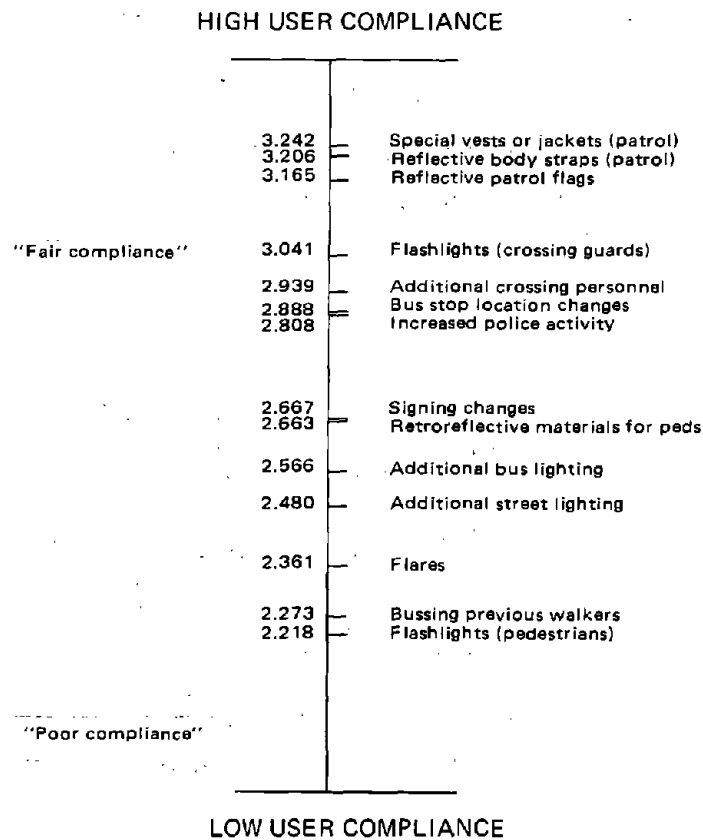 HIGH USER COMPLIANCE
3.242 Special vests or jackets (patrol)
3.206 Reflective body straps (patrol)
3.165 Reflective patrol flags
"Fair compliance" 3.041 Flashlights (crossing guards)
2.939 Additional crossing personnel
2.888 Bus stop location changes
2.808 Increased police activity
2.667 Signing changes
2.663 Retroreflective materials for peds
2.566 Additional bus lighting
2.480 Additional street lighting
2.361 Flares
2.273 Bussing previous walkers
2.218 Flashlights (pedestrians)
"Poor compliance"
LOW USER COMPLIANCE